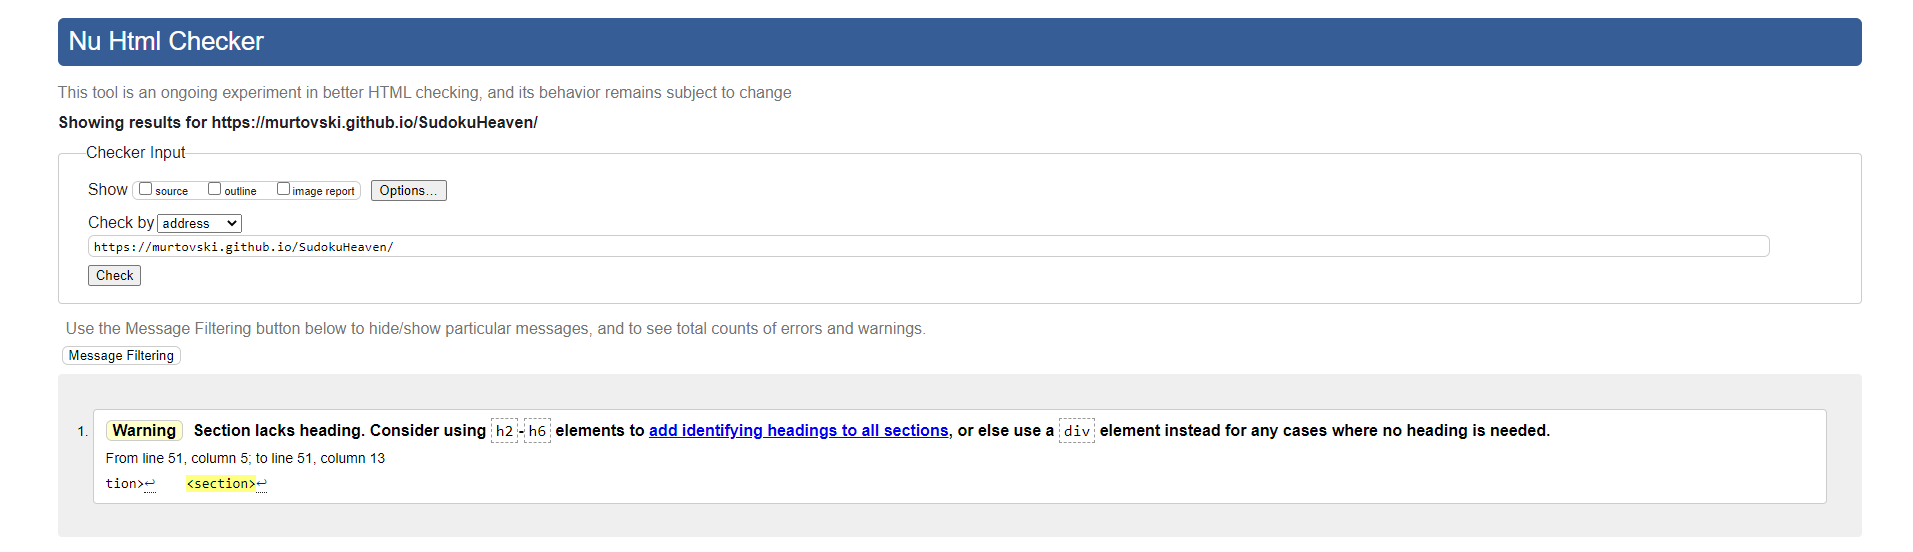 Nu Html Checker
This tool is an ongoing experiment in better HTML checking, and its behavior remains subject to change
Showing results for https://murtovski.github.io/SudokuHeaven/
Checker Input
Show source outline image report Options...
Check by address
https://murtovski.github.io/SudokuHeaven/
Check
Use the Message Filtering button below to hide/show particular messages, and to see total counts of errors and warnings.
Message Filtering
1. Warning Section lacks heading. Consider using h2-h6 elements to add identifying headings to all sections, or else use a div element instead for any cases where no heading is needed.
From line 51, column 5; to line 51, column 13
tion>↩ <section>↩